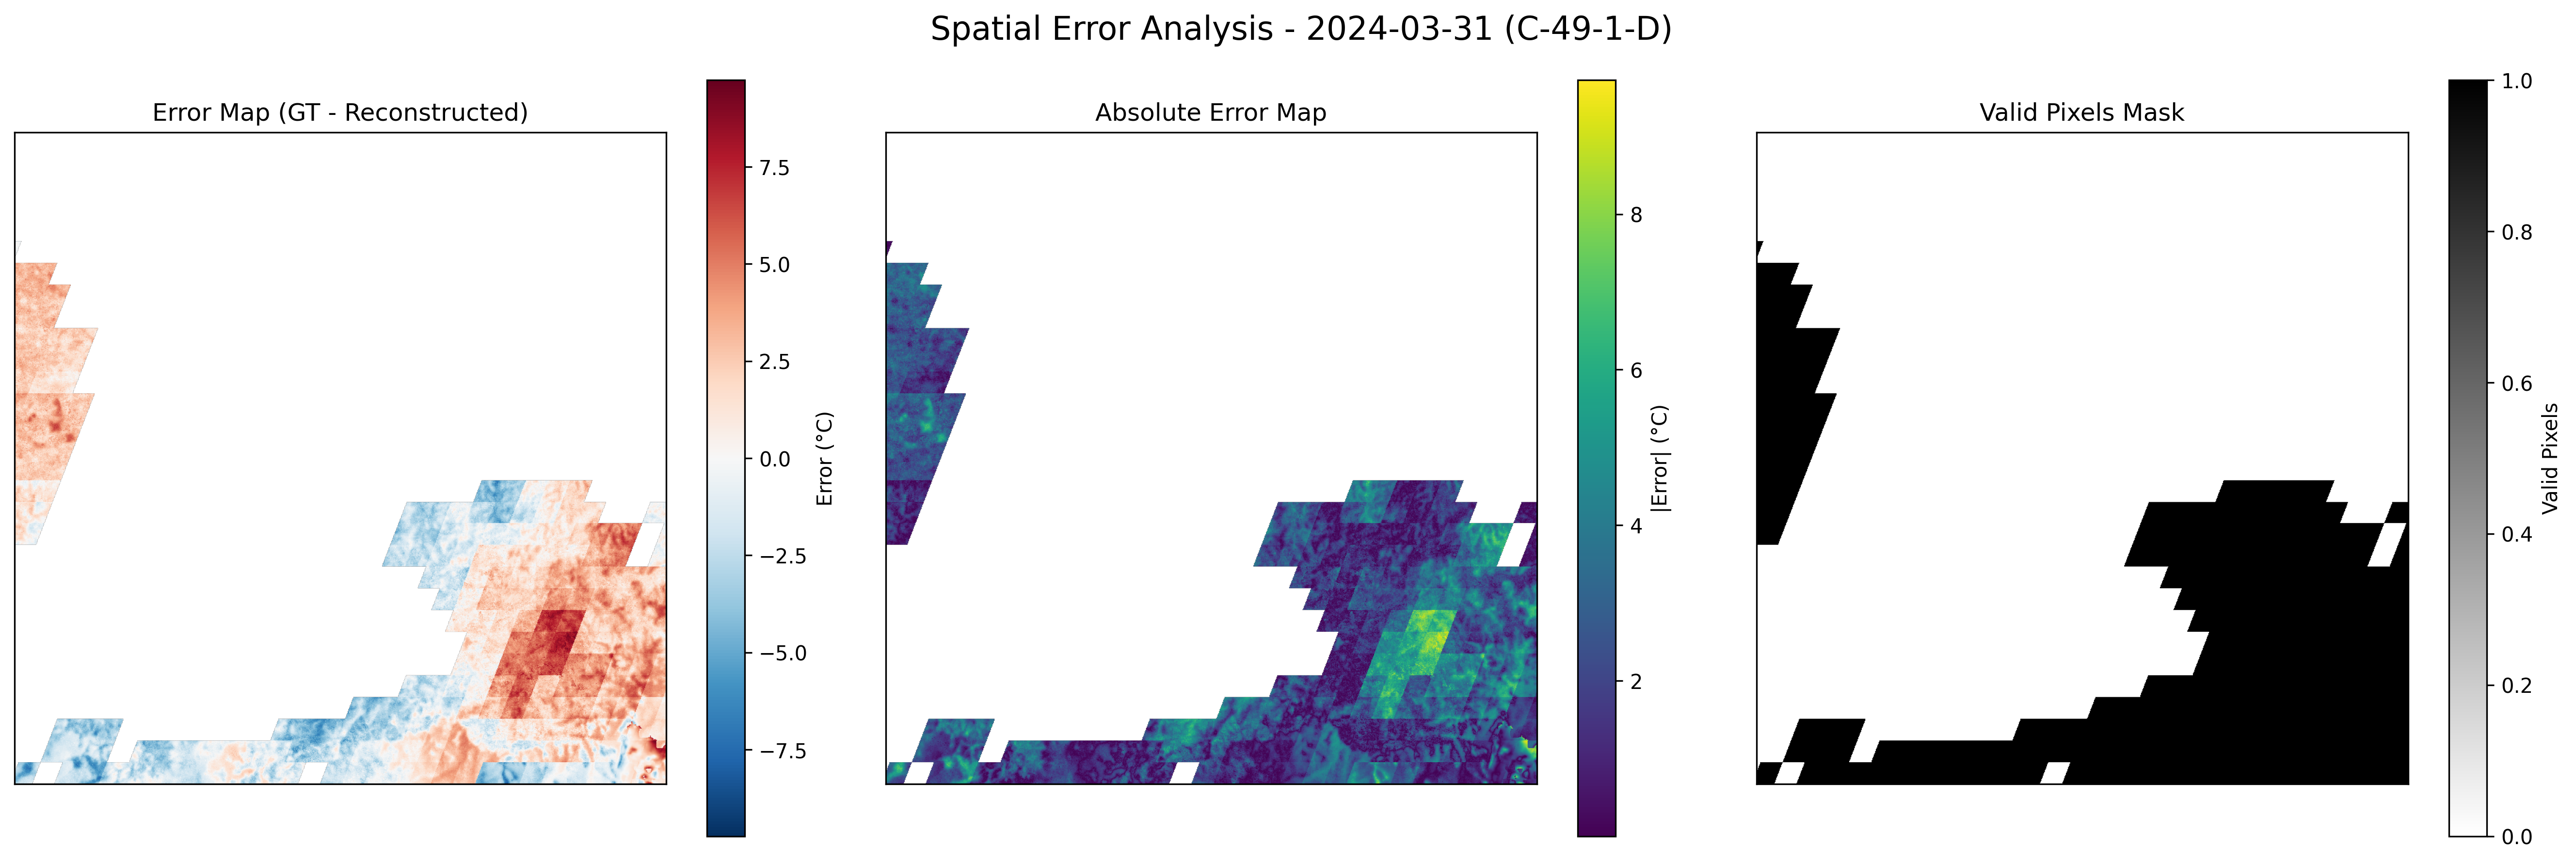 Spatial Error Analysis - 2024-03-31 (C-49-1-D)
Error Map (GT - Reconstructed)
7.5
5.0
2.5
0.0
−2.5
−5.0
−7.5
Error (°C)
Absolute Error Map
8
6
4
2
|Error| (°C)
Valid Pixels Mask
1.0
0.8
0.6
0.4
0.2
0.0
Valid Pixels